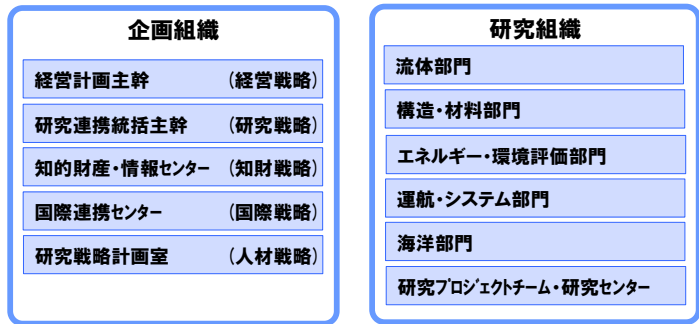 企画組織
経営計画主幹 (経営戦略)
研究連携統括主幹 (研究戦略)
知的財産・情報センター (知財戦略)
国際連携センター (国際戦略)
研究戦略計画室 (人材戦略)
研究組織
流体部門
構造・材料部門
エネルギー・環境評価部門
運航・システム部門
海洋部門
研究プロジェクトチーム・研究センター